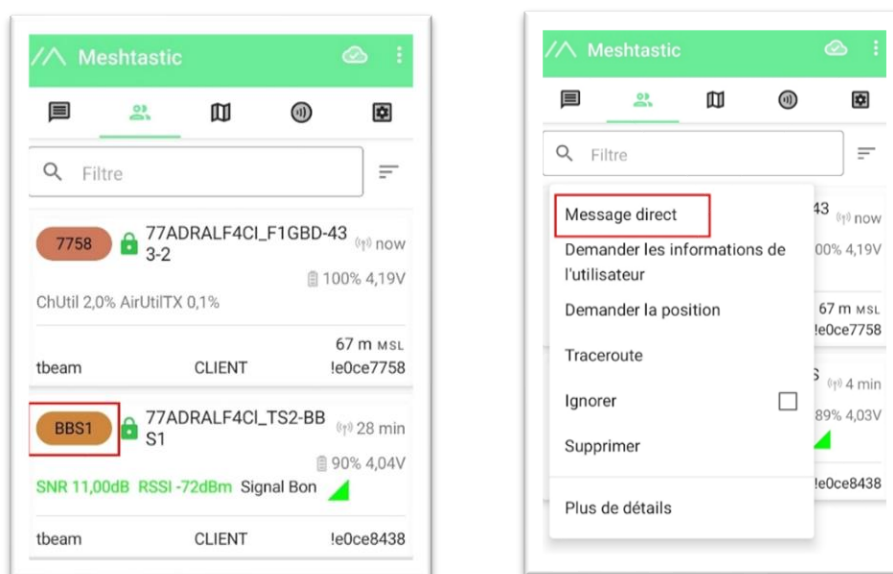 Meshtastic
Filtre
77ADRALF4CI_F1GBD-43
7758
3-2
now
100% 4,19V
ChUtil 2,0% AirUtilTX 0,1%
67 m MSL
tbeam CLIENT !e0ce7758
77ADRALF4CI_TS2-BB
BBS1
S1
28 min
90% 4,04V
SNR 11,00dB RSSI -72dBm Signal Bon
tbeam CLIENT !e0ce8438
Meshtastic
Filtre
Message direct
43
now
Demander les informations de
l'utilisateur
00% 4,19V
Demander la position
67 m MSL
!e0ce7758
Traceroute
S
4 min
Ignorer
89% 4,03V
Supprimer
!e0ce8438
Plus de détails